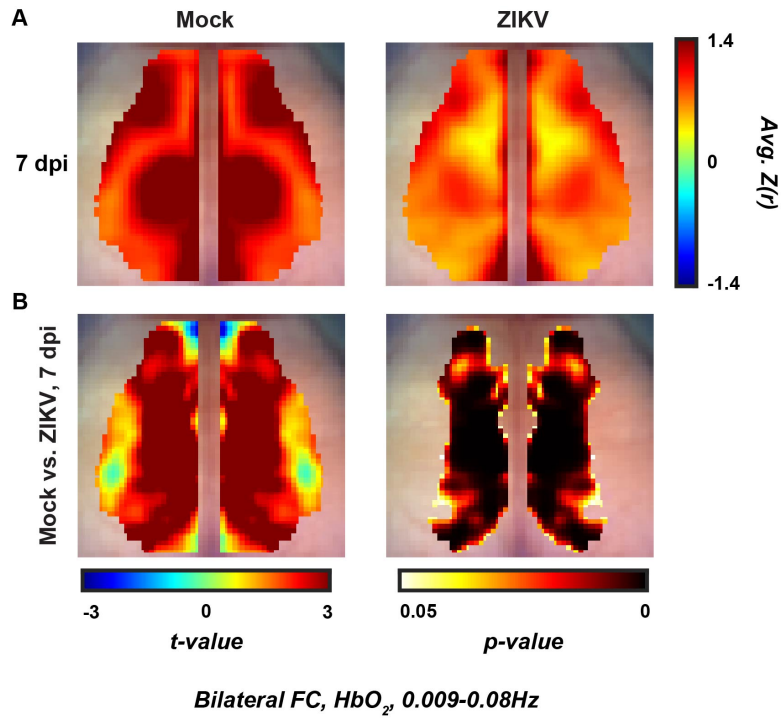 A
Mock
ZIKV
7 dpi
1.4
0
-1.4
Avg. Z(r)
B
Mock vs. ZIKV, 7 dpi
-3
0
3
t-value
0.05
0
p-value
Bilateral FC, HbO₂, 0.009-0.08Hz